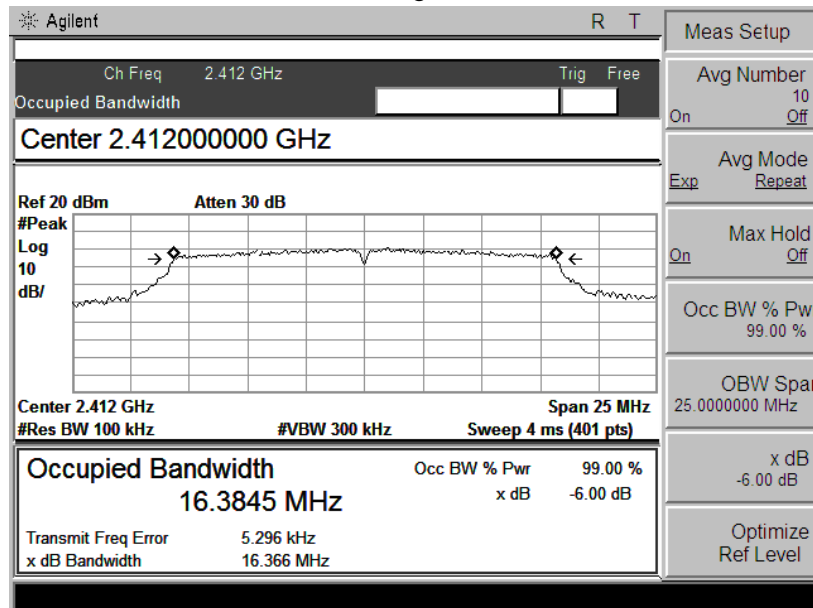 Agilent R T
Meas Setup
Ch Freq 2.412 GHz Trig Free
Occupied Bandwidth
Center 2.412000000 GHz
Ref 20 dBm Atten 30 dB
#Peak
Log
10
dB/
Center 2.412 GHz Span 25 MHz
#Res BW 100 kHz #VBW 300 kHz Sweep 4 ms (401 pts)
Occupied Bandwidth Occ BW % Pwr 99.00 %
16.3845 MHz x dB -6.00 dB
Transmit Freq Error 5.296 kHz
x dB Bandwidth 16.366 MHz
Avg Number
10
On Off
Avg Mode
Exp Repeat
Max Hold
On Off
Occ BW % Pw
99.00 %
OBW Spa
25.0000000 MHz
x dB
-6.00 dB
Optimize
Ref Level